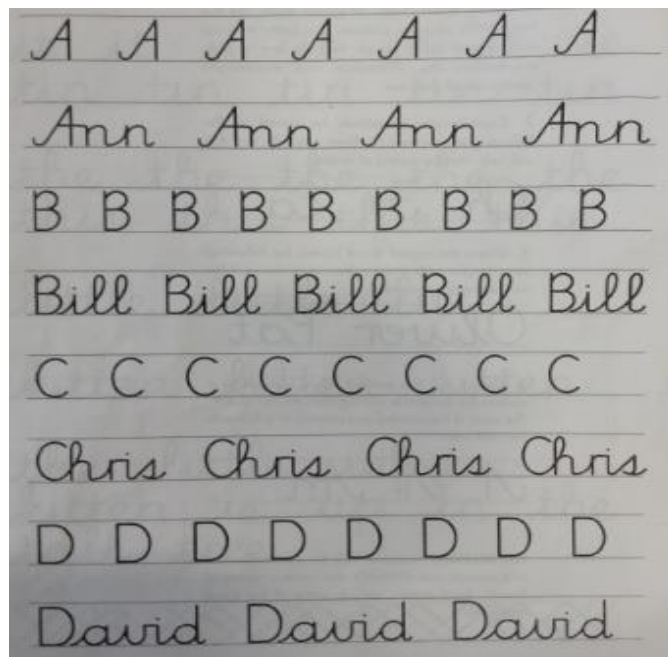 A A A A A A A
Ann Ann Ann Ann
B B B B B B B B B
Bill Bill Bill Bill Bill
C C C C C C C C
Chris Chris Chris Chris
D D D D D D D D
David David David